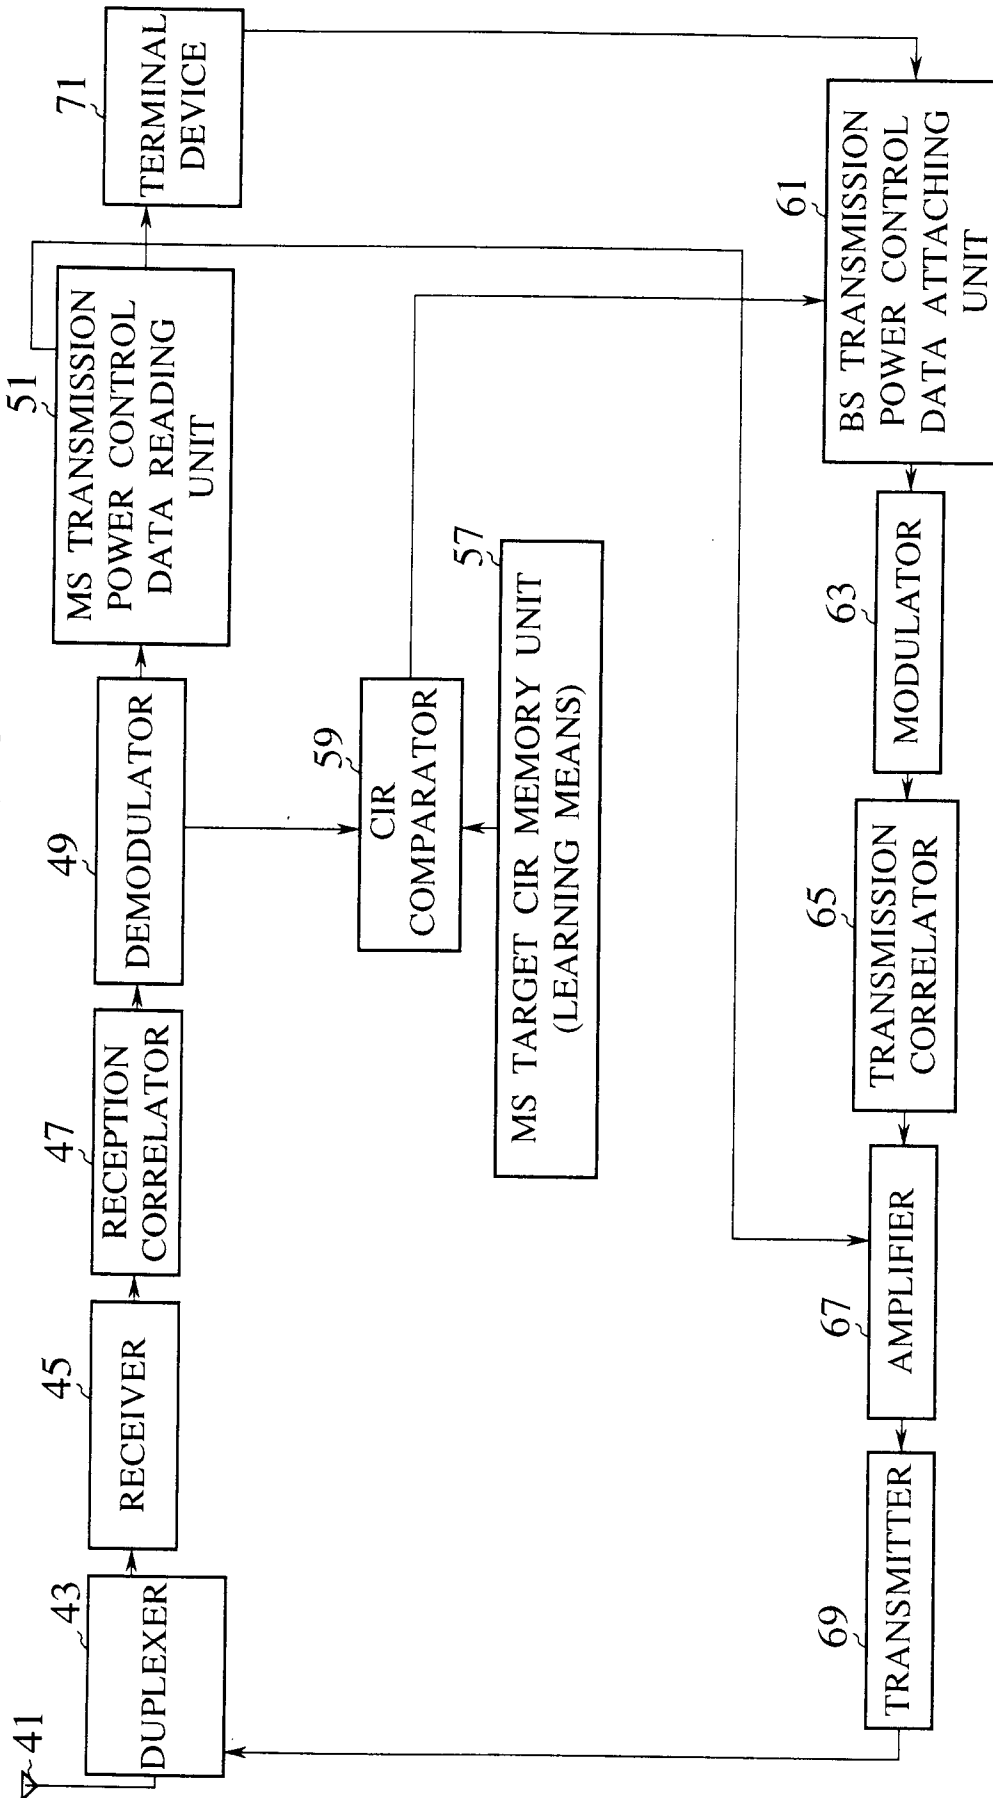 41
43
DUPLEXER
45
RECEIVER
47
RECEPTION
CORRELATOR
49
DEMODULATOR
51
MS TRANSMISSION
POWER CONTROL
DATA READING
UNIT
71
TERMINAL
DEVICE
59
CIR
COMPARATOR
57
MS TARGET CIR MEMORY UNIT
(LEARNING MEANS)
69
TRANSMITTER
67
AMPLIFIER
65
TRANSMISSION
CORRELATOR
63
MODULATOR
61
BS TRANSMISSION
POWER CONTROL
DATA ATTACHING
UNIT